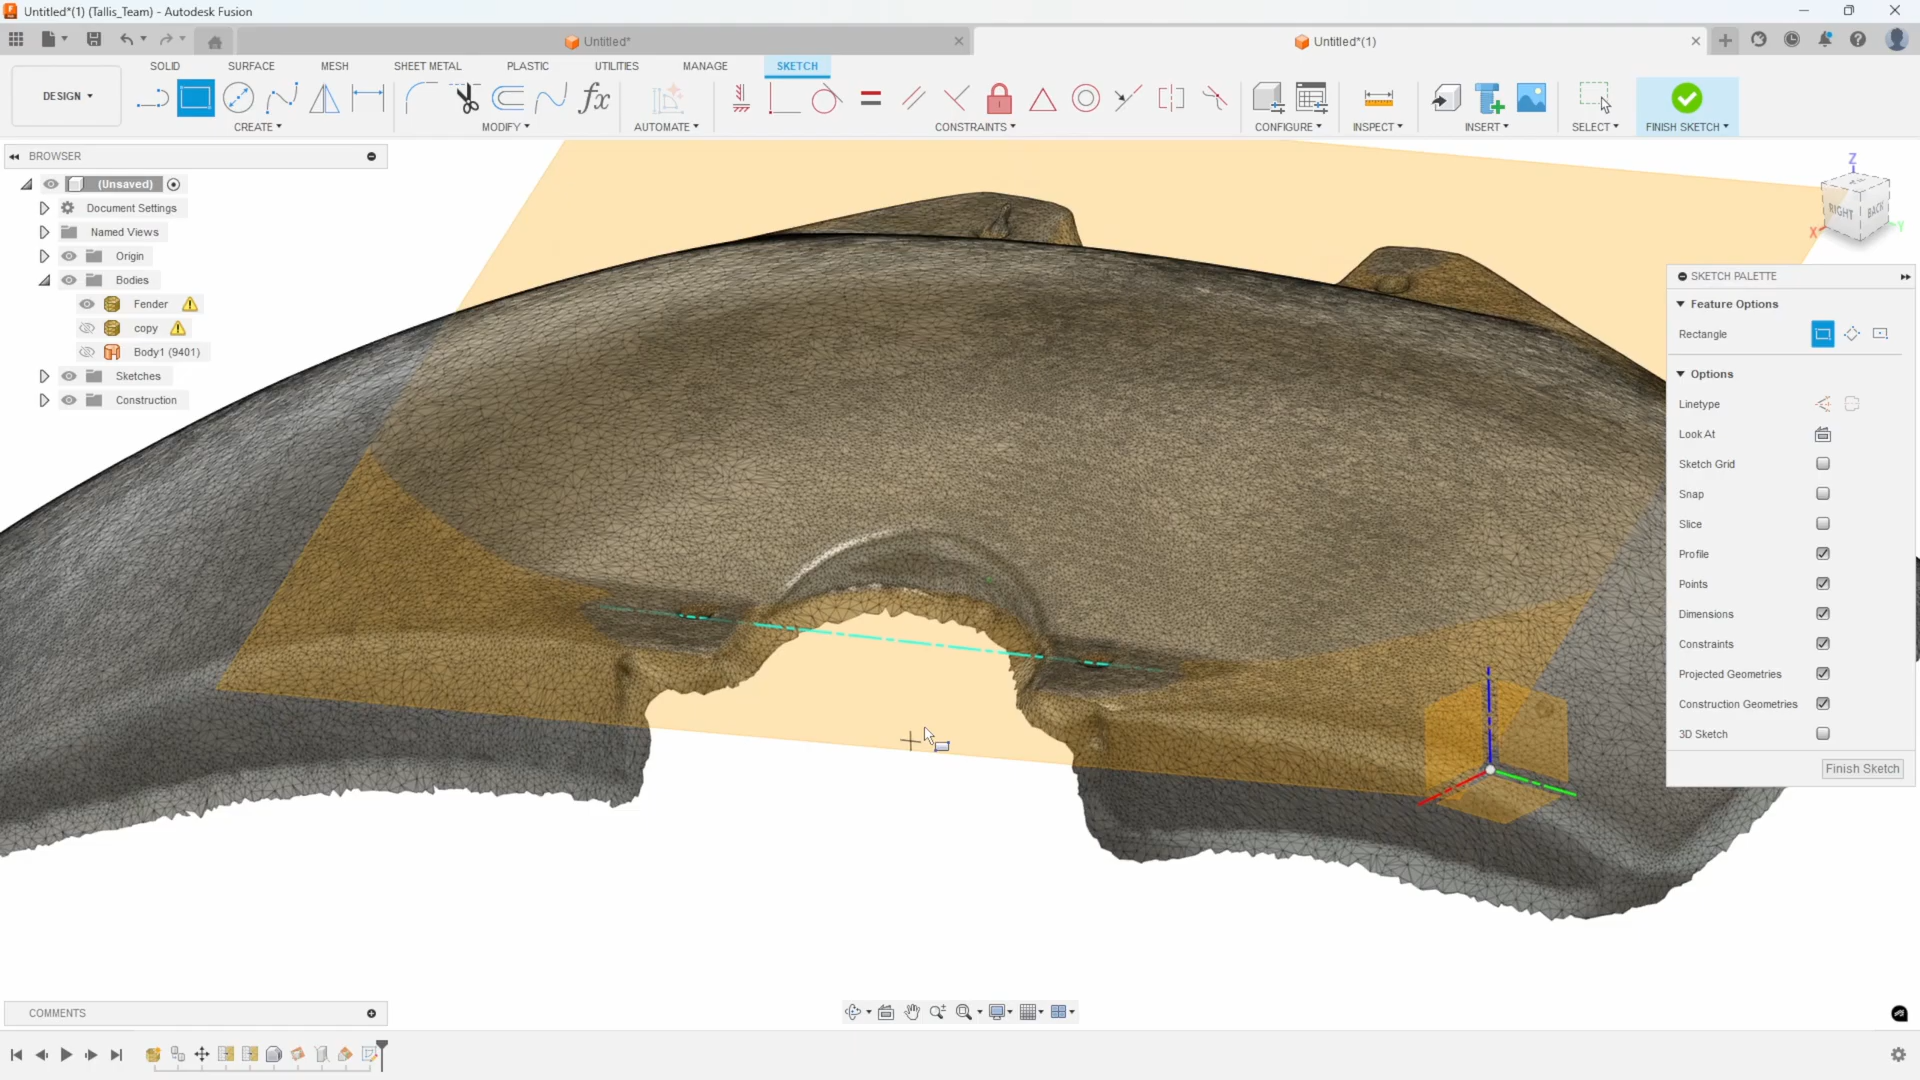 Untitled*(1) (Tallis_Team) - Autodesk Fusion
Untitled*
Untitled*(1)
SOLID SURFACE MESH SHEET METAL PLASTIC UTILITIES MANAGE SKETCH
DESIGN
fx
CREATE MODIFY AUTOMATE CONSTRAINTS CONFIGURE INSPECT INSERT SELECT FINISH SKETCH
BROWSER
(Unsaved)
Document Settings
Named Views
Origin
Bodies
Fender
copy
Body1 (9401)
Sketches
Construction
Z
RIGHT
BACK
X
Y
SKETCH PALETTE
Feature Options
Rectangle
Options
Linetype
Look At
Sketch Grid
Snap
Slice
Profile
Points
Dimensions
Constraints
Projected Geometries
Construction Geometries
3D Sketch
Finish Sketch
COMMENTS